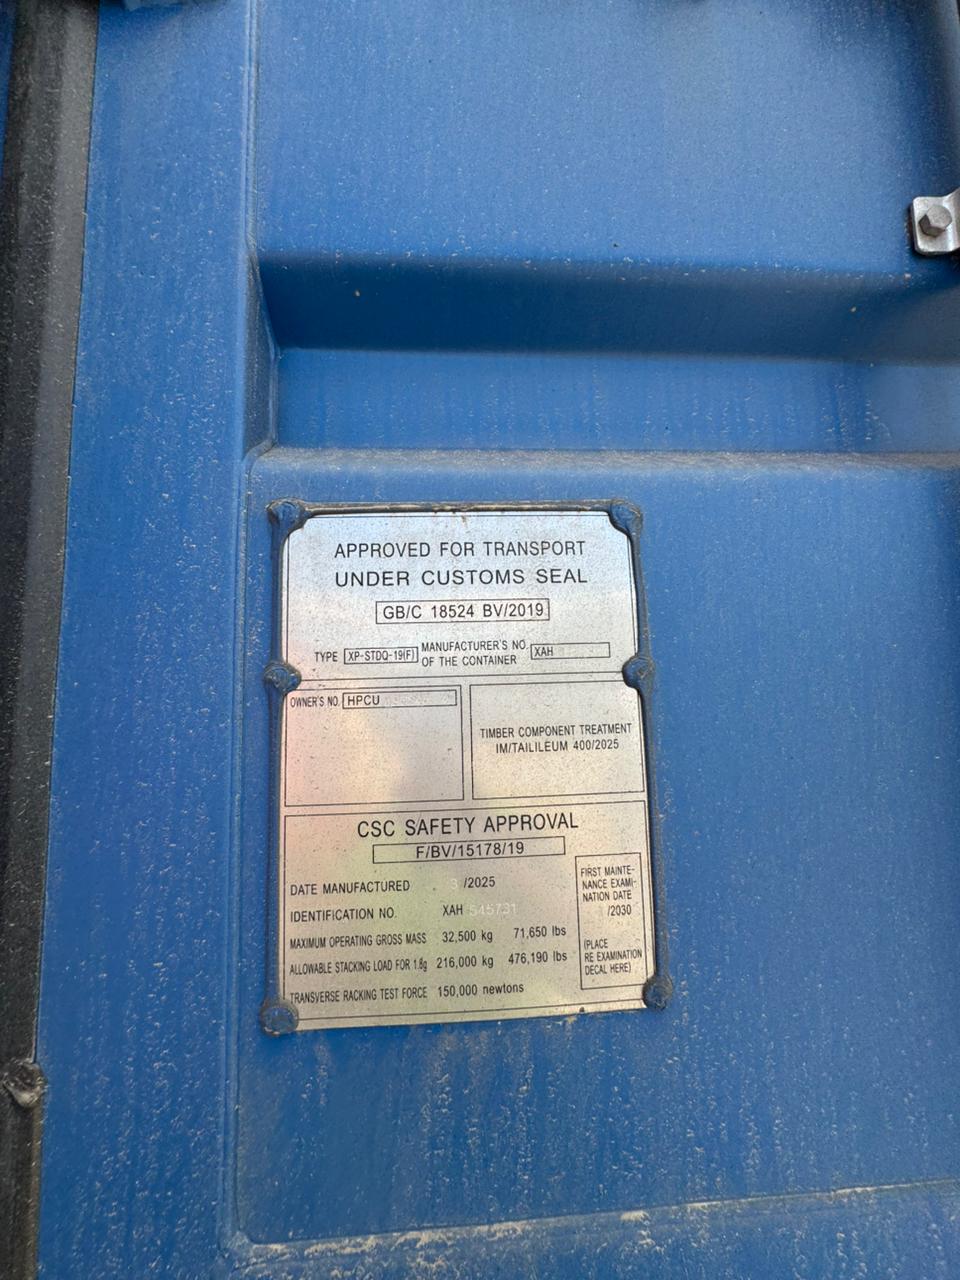 APPROVED FOR TRANSPORT
UNDER CUSTOMS SEAL
GB/C 18524 BV/2019
TYPE XP-STDQ-19(F) MANUFACTURER'S NO. OF THE CONTAINER XAH
OWNER'S NO. HPCU
TIMBER COMPONENT TREATMENT
IM/TAILILEUM 400/2025
CSC SAFETY APPROVAL
F/BV/15178/19
DATE MANUFACTURED 3/2025
IDENTIFICATION NO. XAH 545731
MAXIMUM OPERATING GROSS MASS 32,500 kg 71,650 lbs
ALLOWABLE STACKING LOAD FOR 1.8g 216,000 kg 476,190 lbs
TRANSVERSE RACKING TEST FORCE 150,000 newtons
FIRST MAINTE-
NANCE EXAMI-
NATION DATE
/2030
(PLACE
RE EXAMINATION
DECAL HERE)